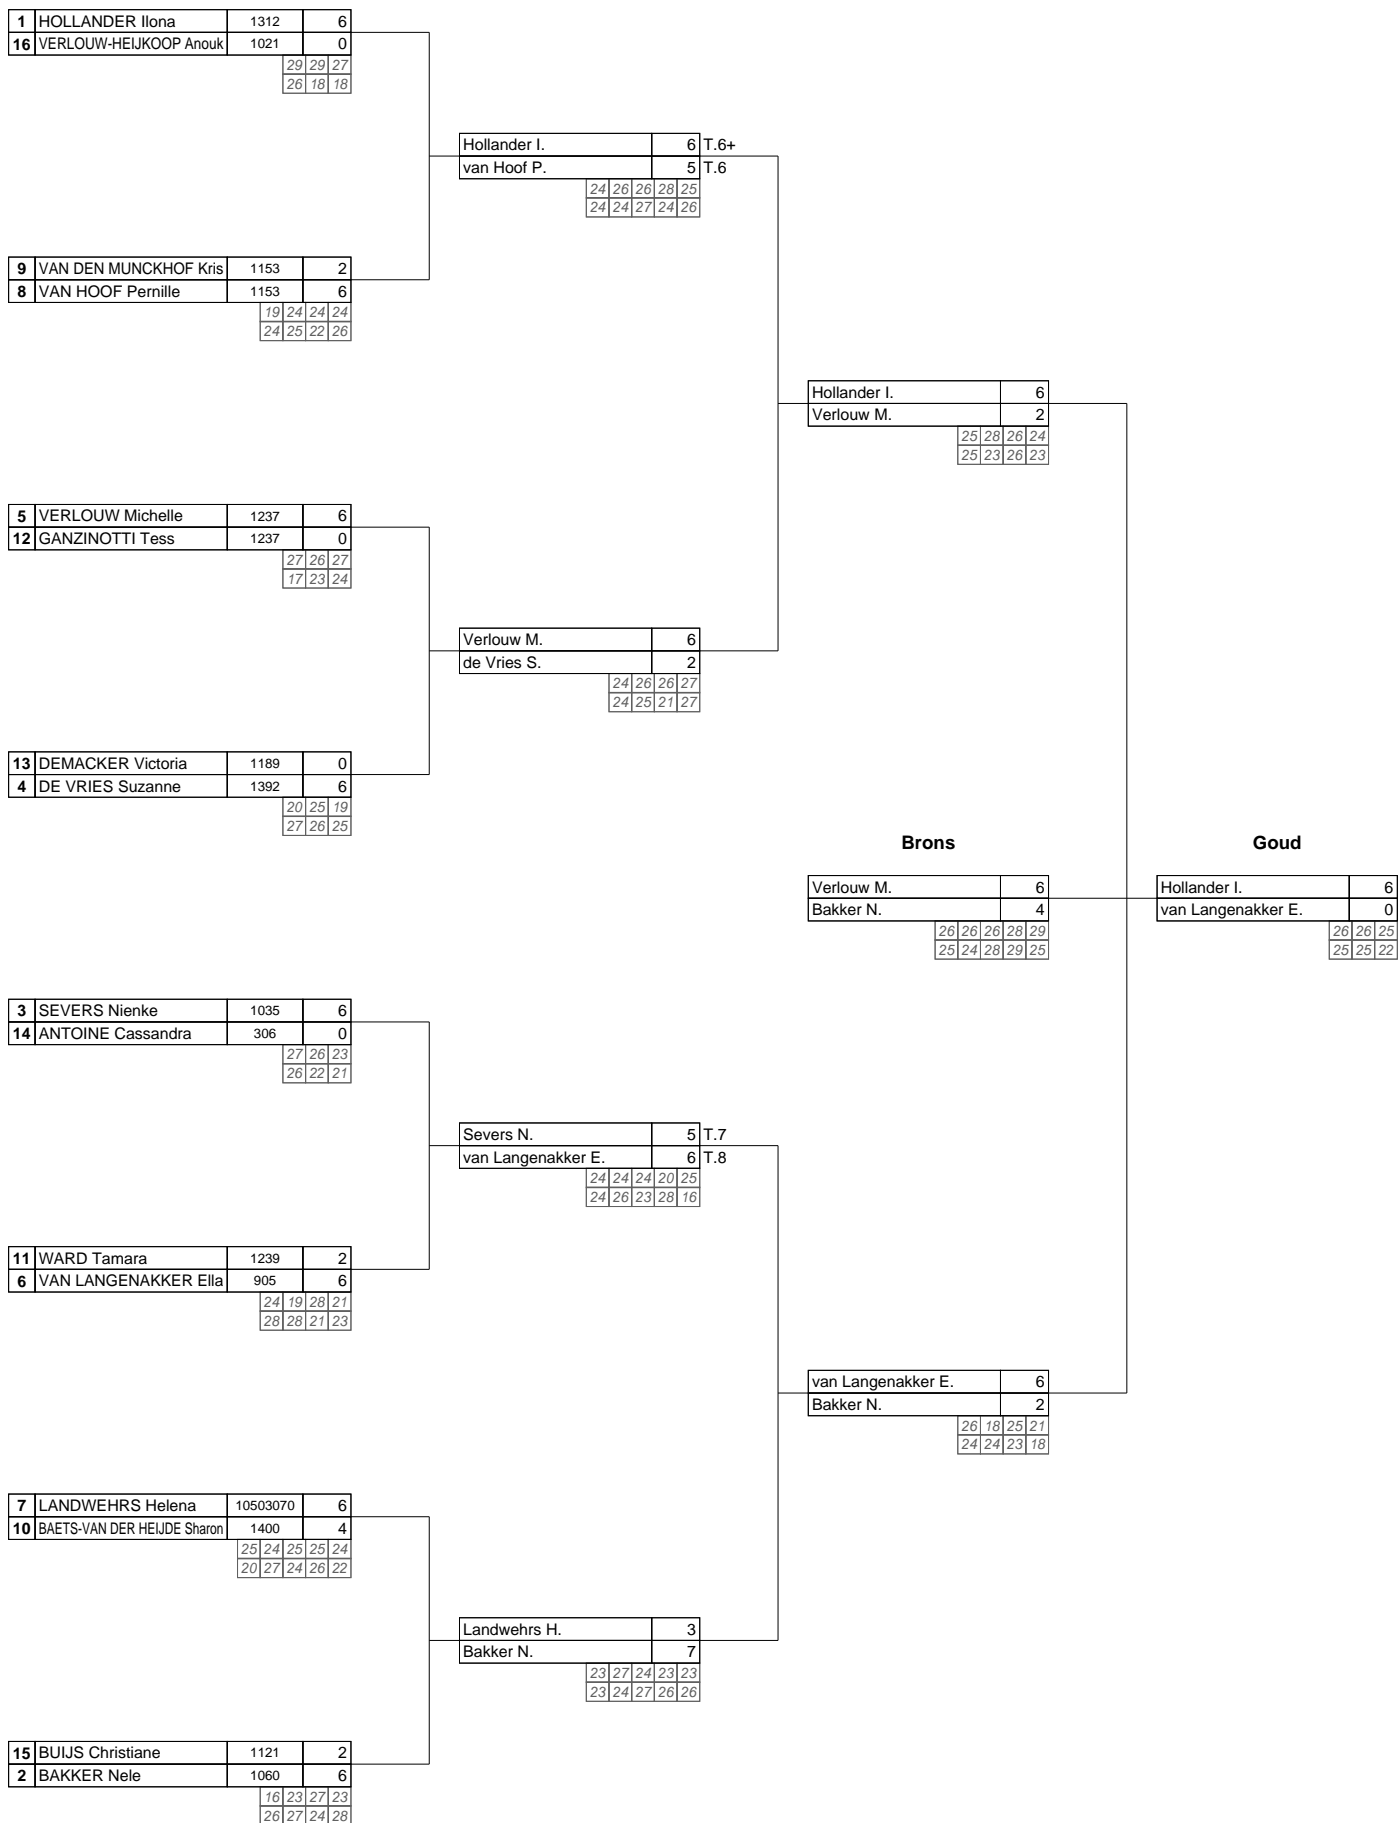 1 HOLLANDER Ilona 1312 6
16 VERLOUW-HEIJKOOP Anouk 1021 0
29 29 27
26 18 18
Hollander I. 6 T.6+
van Hoof P. 5 T.6
24 26 26 28 25
24 24 27 24 26
9 VAN DEN MUNCKHOF Kris 1153 2
8 VAN HOOF Pernille 1153 6
19 24 24 24
24 25 22 26
Hollander I. 6
Verlouw M. 2
25 28 26 24
25 23 26 23
5 VERLOUW Michelle 1237 6
12 GANZINOTTI Tess 1237 0
27 26 27
17 23 24
Verlouw M. 6
de Vries S. 2
24 26 26 27
24 25 21 27
13 DEMACKER Victoria 1189 0
4 DE VRIES Suzanne 1392 6
20 25 19
27 26 25
Brons Goud
Verlouw M. 6 Hollander I. 6
Bakker N. 4 van Langenakker E. 0
26 26 26 28 29 26 26 25
25 24 28 29 25 25 25 22
3 SEVERS Nienke 1035 6
14 ANTOINE Cassandra 306 0
27 26 23
26 22 21
Severs N. 5 T.7
van Langenakker E. 6 T.8
24 24 24 20 25
24 26 23 28 16
11 WARD Tamara 1239 2
6 VAN LANGENAKKER Ella 905 6
24 19 28 21
28 28 21 23
van Langenakker E. 6
Bakker N. 2
26 18 25 21
24 24 23 18
7 LANDWEHRS Helena 10503070 6
10 BAETS-VAN DER HEIJDE Sharon 1400 4
25 24 25 25 24
20 27 24 26 22
Landwehrs H. 3
Bakker N. 7
23 27 24 23 23
23 24 27 26 26
15 BUIJS Christiane 1121 2
2 BAKKER Nele 1060 6
16 23 27 23
26 27 24 28